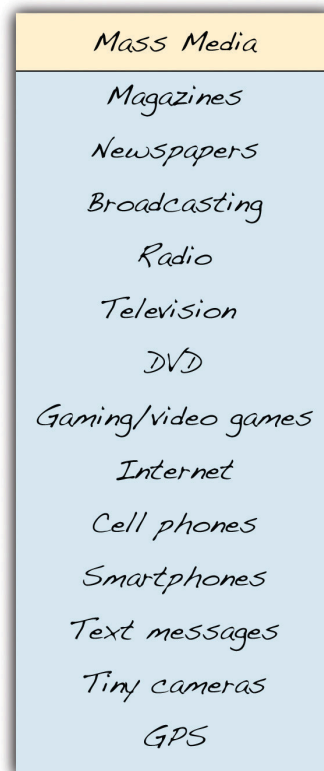 Mass Media
Magazines
Newspapers
Broadcasting
Radio
Television
DVD
Gaming/video games
Internet
Cell phones
Smartphones
Text messages
Tiny cameras
GPS